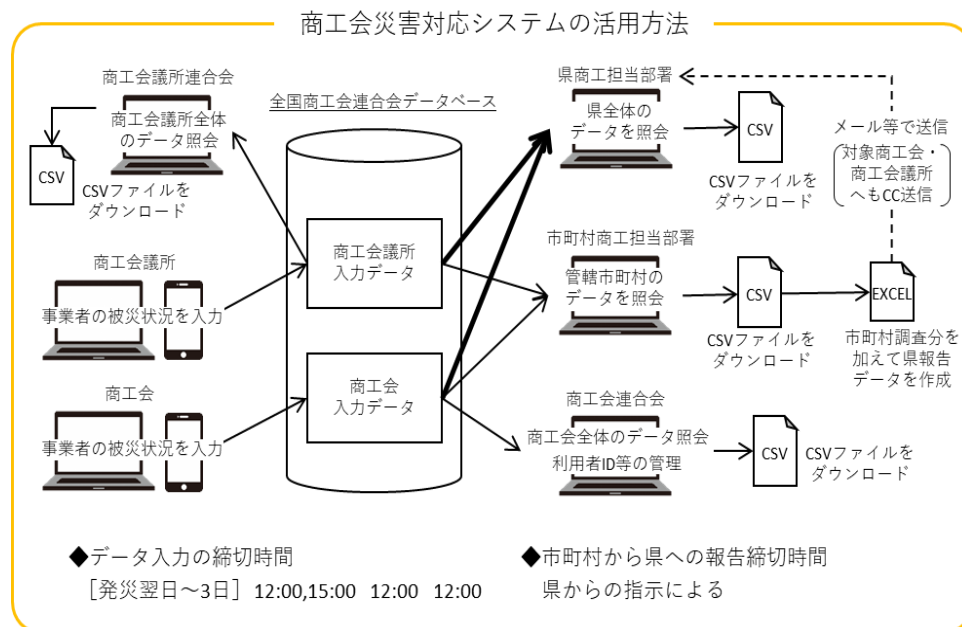 商工会災害対応システムの活用方法
商工会議所連合会
商工会議所全体
のデータ照会
CSV
CSVファイルを
ダウンロード
商工会議所
事業者の被災状況を入力
商工会
事業者の被災状況を入力
全国商工会連合会データベース
商工会議所
入力データ
商工会
入力データ
県商工担当部署
県全体の
データを照会
CSV
CSVファイルを
ダウンロード
メール等で送信
対象商工会・
商工会議所
へもCC送信
市町村商工担当部署
管轄市町村の
データを照会
CSV
CSVファイルを
ダウンロード
EXCEL
市町村調査分を
加えて県報告
データを作成
商工会連合会
商工会全体のデータ照会
利用者ID等の管理
CSV
CSVファイルを
ダウンロード
◆データ入力の締切時間
［発災翌日～3日］ 12:00,15:00 12:00 12:00
◆市町村から県への報告締切時間
県からの指示による